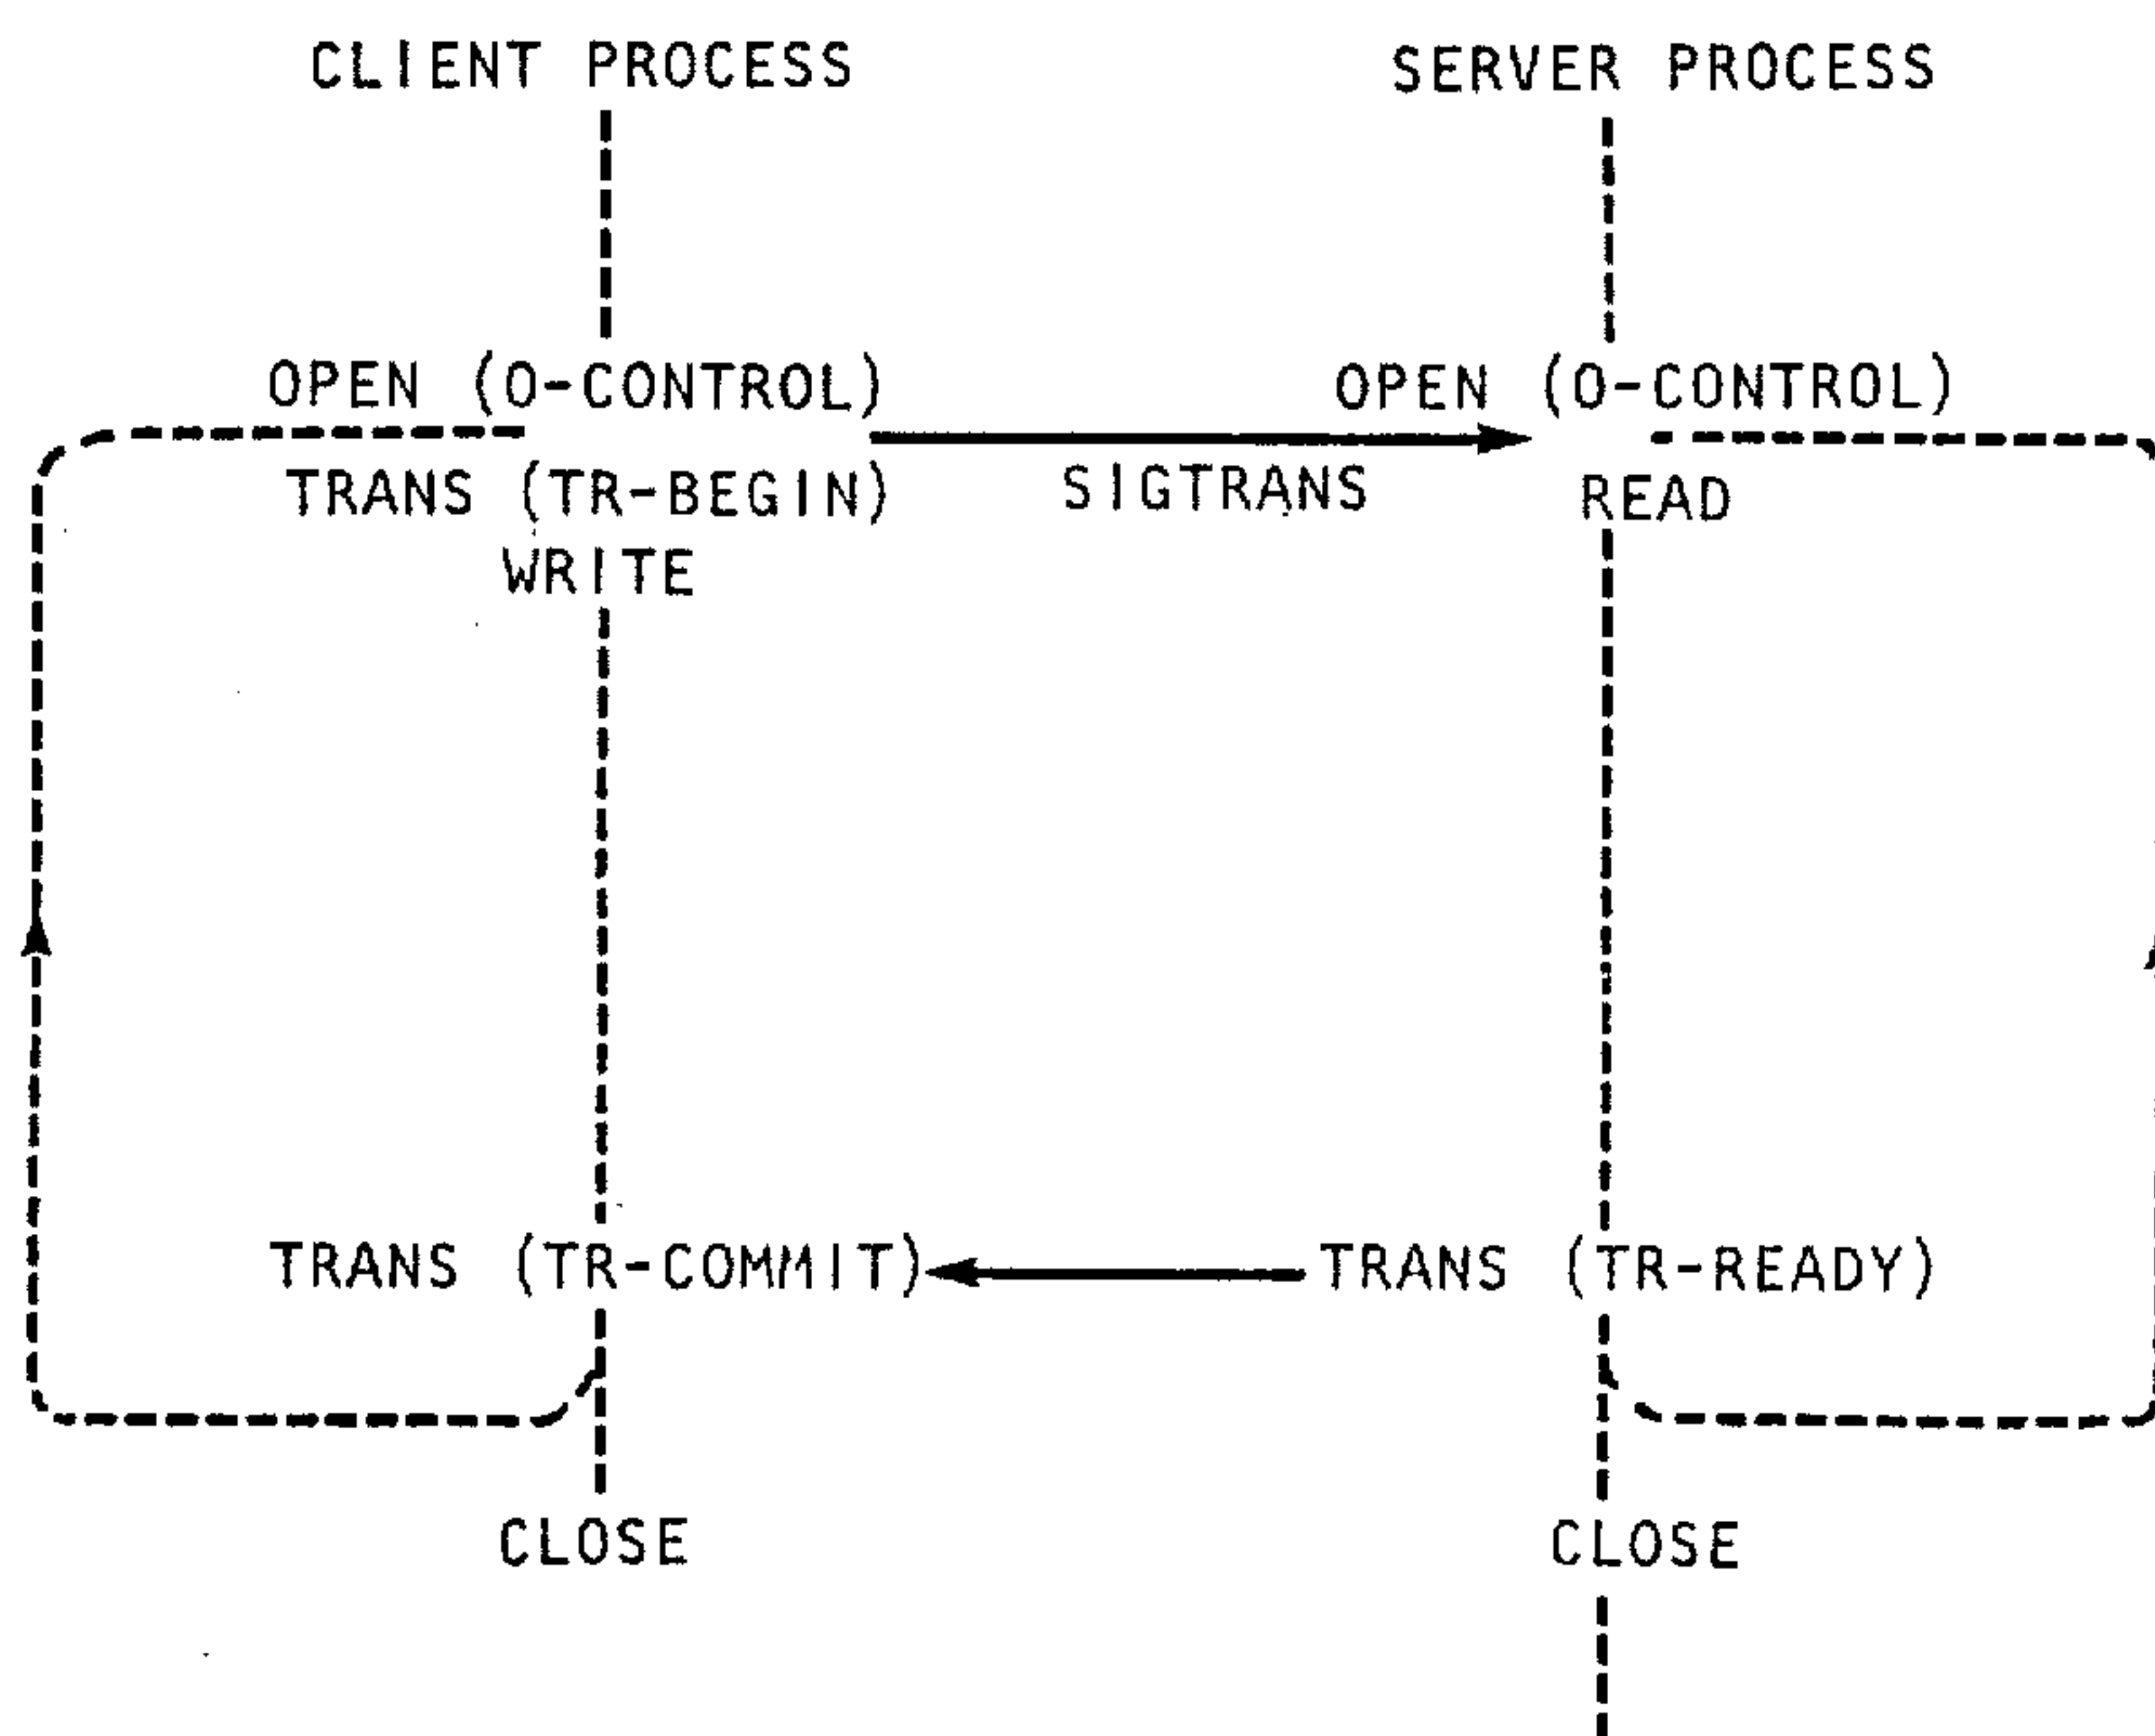 CLIENT PROCESS
SERVER PROCESS
OPEN (O-CONTROL)
OPEN (O-CONTROL)
TRANS (TR-BEGIN)
SIGTRANS
READ
WRITE
TRANS (TR-COMMIT)
TRANS (TR-READY)
CLOSE
CLOSE